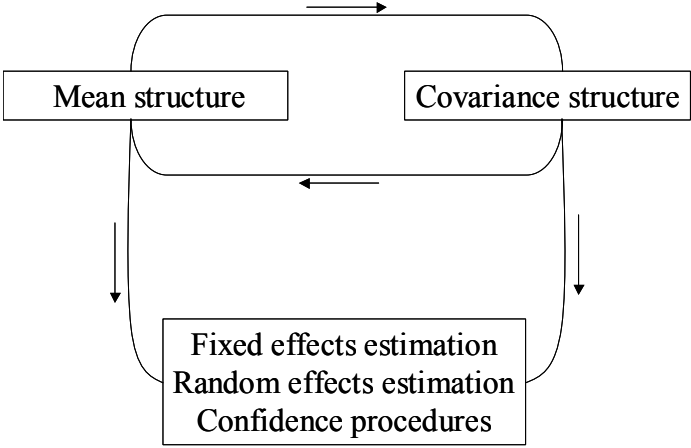 Mean structure
Covariance structure
Fixed effects estimation
Random effects estimation
Confidence procedures